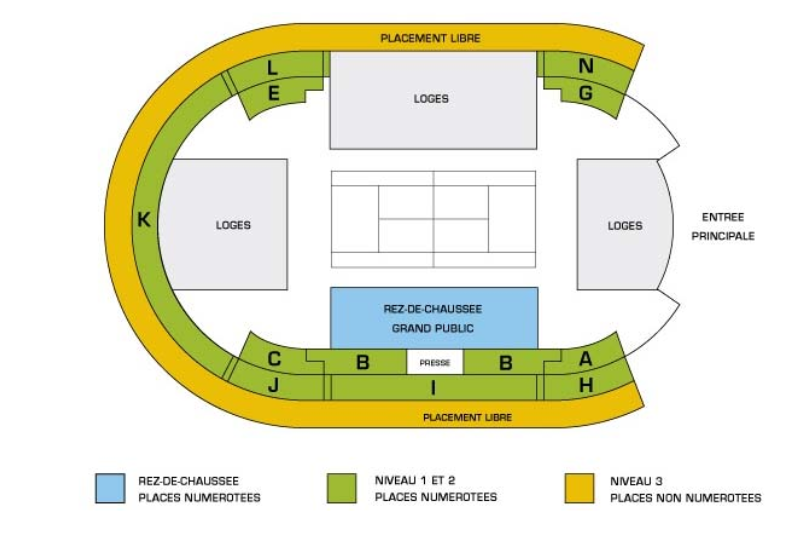 PLACEMENT LIBRE
L
N
E
G
LOGES
K
LOGES
LOGES
ENTREE
PRINCIPALE
REZ-DE-CHAUSSEE
GRAND PUBLIC
C
B
PRESSE
B
A
J
I
H
PLACEMENT LIBRE
REZ-DE-CHAUSSEE
PLACES NUMEROTEES
NIVEAU 1 ET 2
PLACES NUMEROTEES
NIVEAU 3
PLACES NON NUMEROTEES